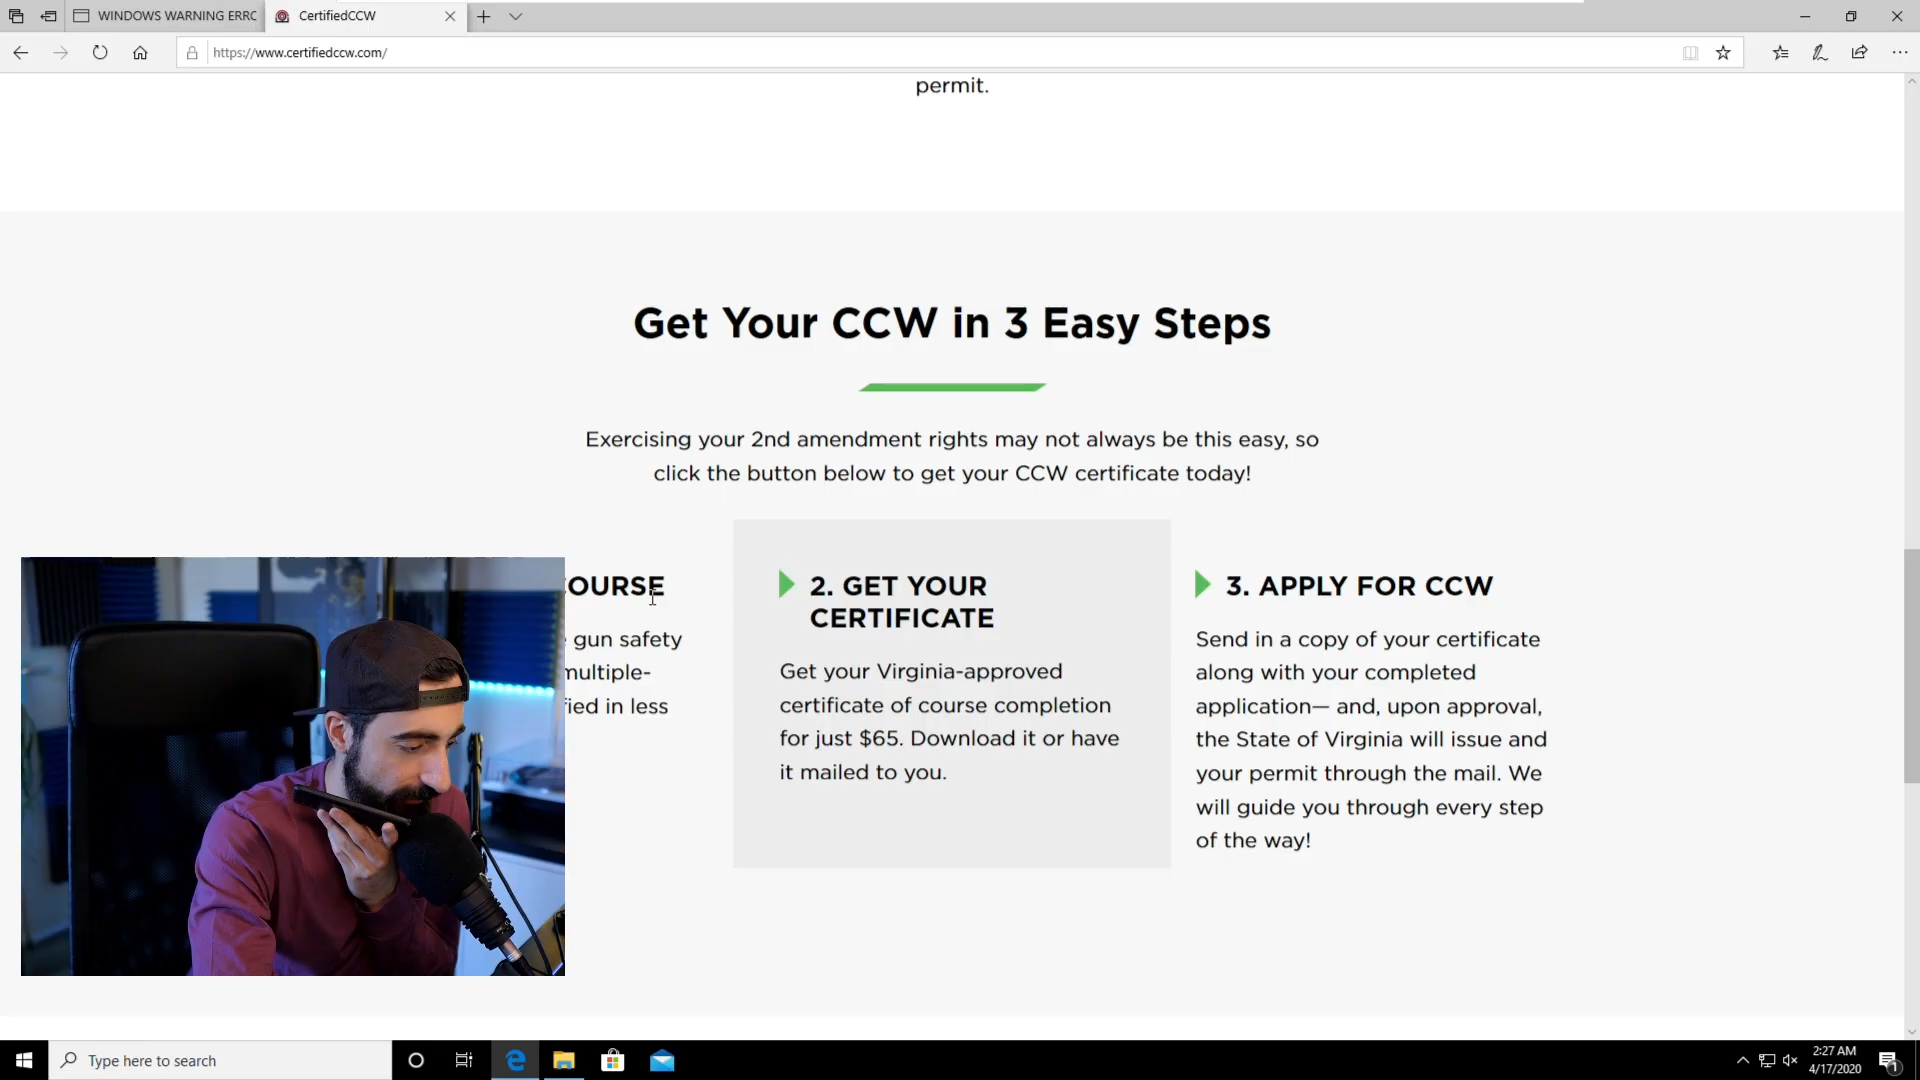 WINDOWS WARNING ERRC
CertifiedCCW
https://www.certifiedccw.com/
permit.
Get Your CCW in 3 Easy Steps
Exercising your 2nd amendment rights may not always be this easy, so
click the button below to get your CCW certificate today!
OURSE
gun safety
multiple-
fied in less
2. GET YOUR
CERTIFICATE
Get your Virginia-approved
certificate of course completion
for just $65. Download it or have
it mailed to you.
3. APPLY FOR CCW
Send in a copy of your certificate
along with your completed
application— and, upon approval,
the State of Virginia will issue and
your permit through the mail. We
will guide you through every step
of the way!
Type here to search
2:27 AM
4/17/2020
1